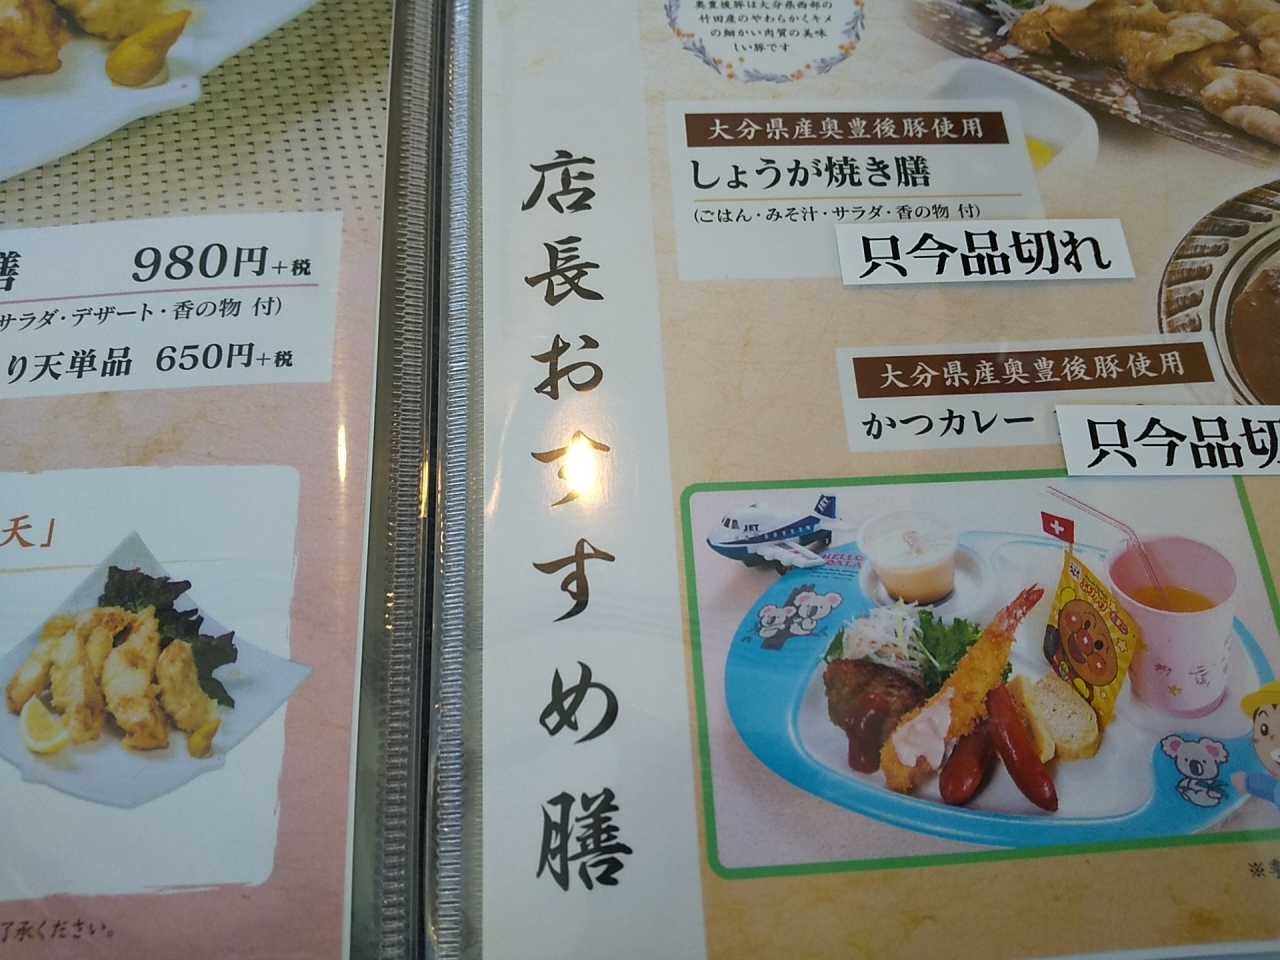 膳 980円+税
サラダ・デザート・香の物 付)
り天単品 650円+税
天」
了承ください。
店長おすすめ膳
奥豊後豚は大分県西部の
竹田産のやわらかくキメ
の細かい肉質の美味
しい豚です
大分県産奥豊後豚使用
しょうが焼き膳
(ごはん・みそ汁・サラダ・香の物 付)
只今品切れ
大分県産奥豊後豚使用
かつカレー
只今品切
JET
JET
HELLO
※季